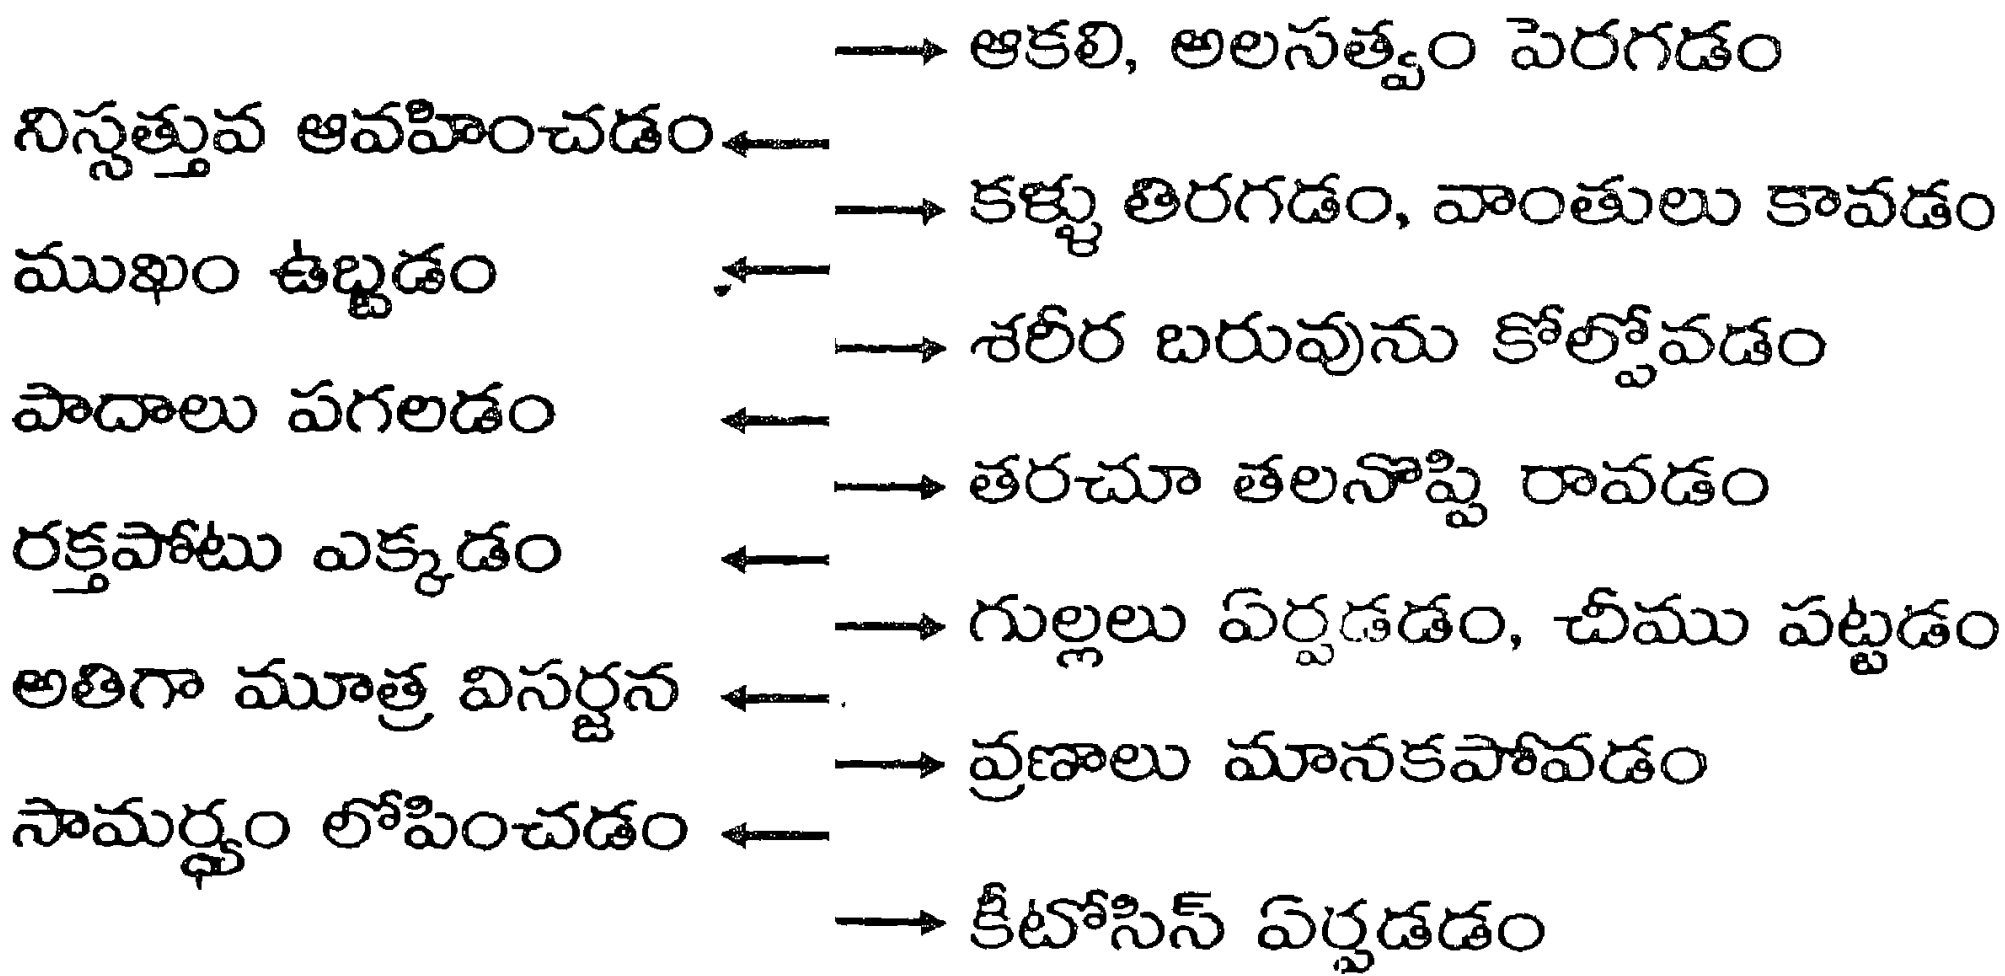 → ఆకలి, అలసత్వం పెరగడం
నిస్సత్తువ ఆవహించడం ←
→ కళ్ళు తిరగడం, వాంతులు కావడం
ముఖం ఉబ్బడం ←
→ శరీర బరువును కోల్పోవడం
పాదాలు పగలడం ←
→ తరచూ తలనొప్పి రావడం
రక్తపోటు ఎక్కడం ←
→ గుల్లలు ఏర్పడడం, చీము పట్టడం
అతిగా మూత్ర విసర్జన ←
→ వ్రణాలు మానకపోవడం
సామర్థ్యం లోపించడం ←
→ కీటోసిన్ ఏర్పడడం